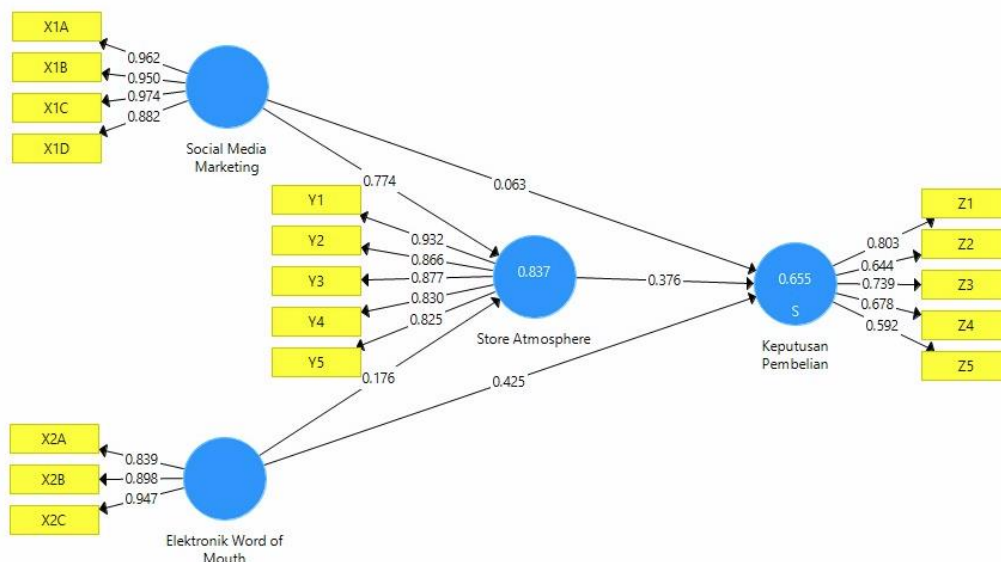 X1A
X1B
X1C
X1D
0.962
0.950
0.974
0.882
Social Media
Marketing
0.774
0.063
Y1
Y2
Y3
Y4
Y5
0.932
0.866
0.877
0.830
0.825
0.837
Store Atmosphere
0.376
0.176
0.425
0.655
S
Keputusan
Pembelian
0.803
0.644
0.739
0.678
0.592
Z1
Z2
Z3
Z4
Z5
X2A
X2B
X2C
0.839
0.898
0.947
Elektronik Word of
Mouth